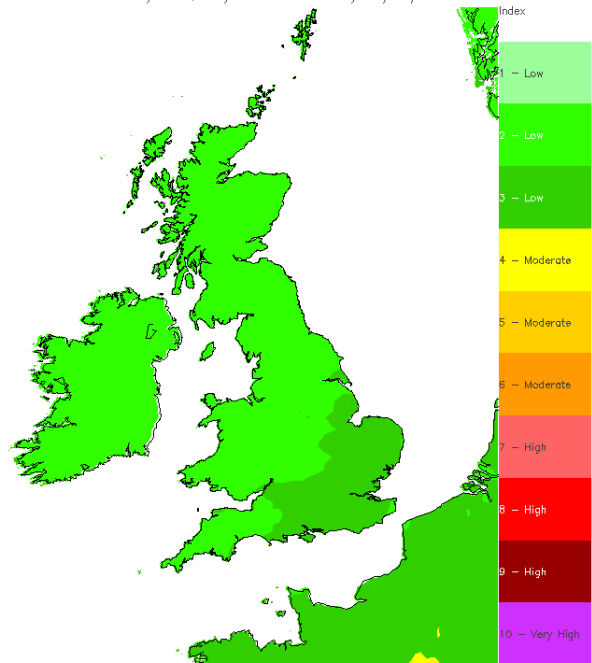 Index
1 - Low
2 - Low
3 - Low
4 - Moderate
5 - Moderate
6 - Moderate
7 - High
8 - High
9 - High
10 - Very High